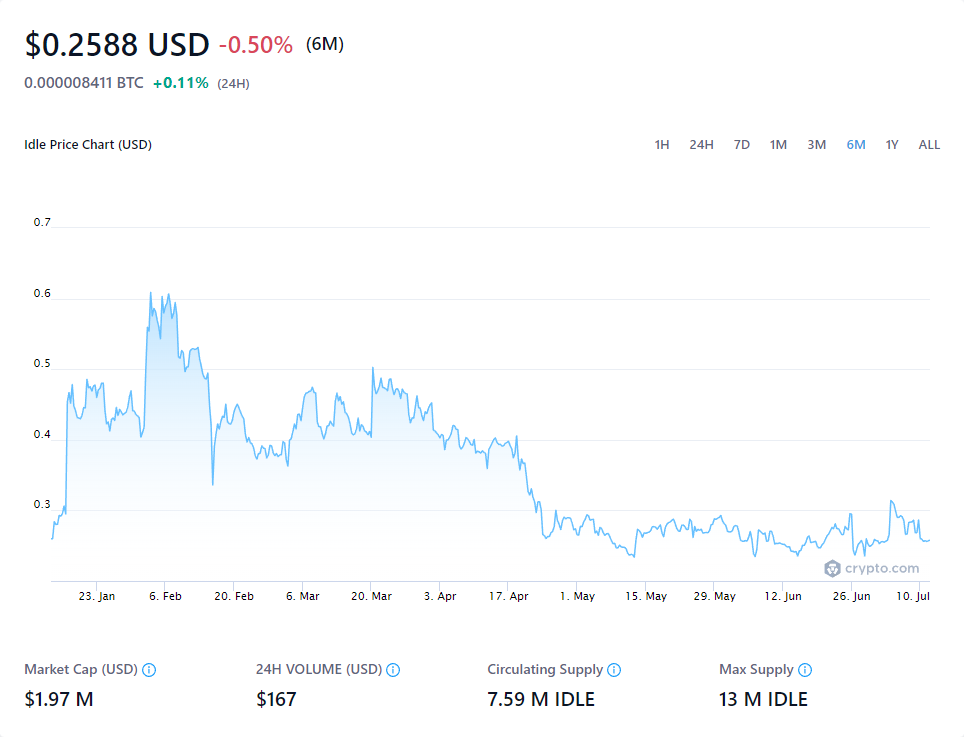 $0.2588 USD -0.50% (6M)
0.000008411 BTC +0.11% (24H)
Idle Price Chart (USD) 1H 24H 7D 1M 3M 6M 1Y ALL
0.7
0.6
0.5
0.4
0.3
crypto.com
23. Jan 6. Feb 20. Feb 6. Mar 20. Mar 3. Apr 17. Apr 1. May 15. May 29. May 12. Jun 26. Jun 10. Jul
Market Cap (USD) 24H VOLUME (USD) Circulating Supply Max Supply
$1.97 M $167 7.59 M IDLE 13 M IDLE